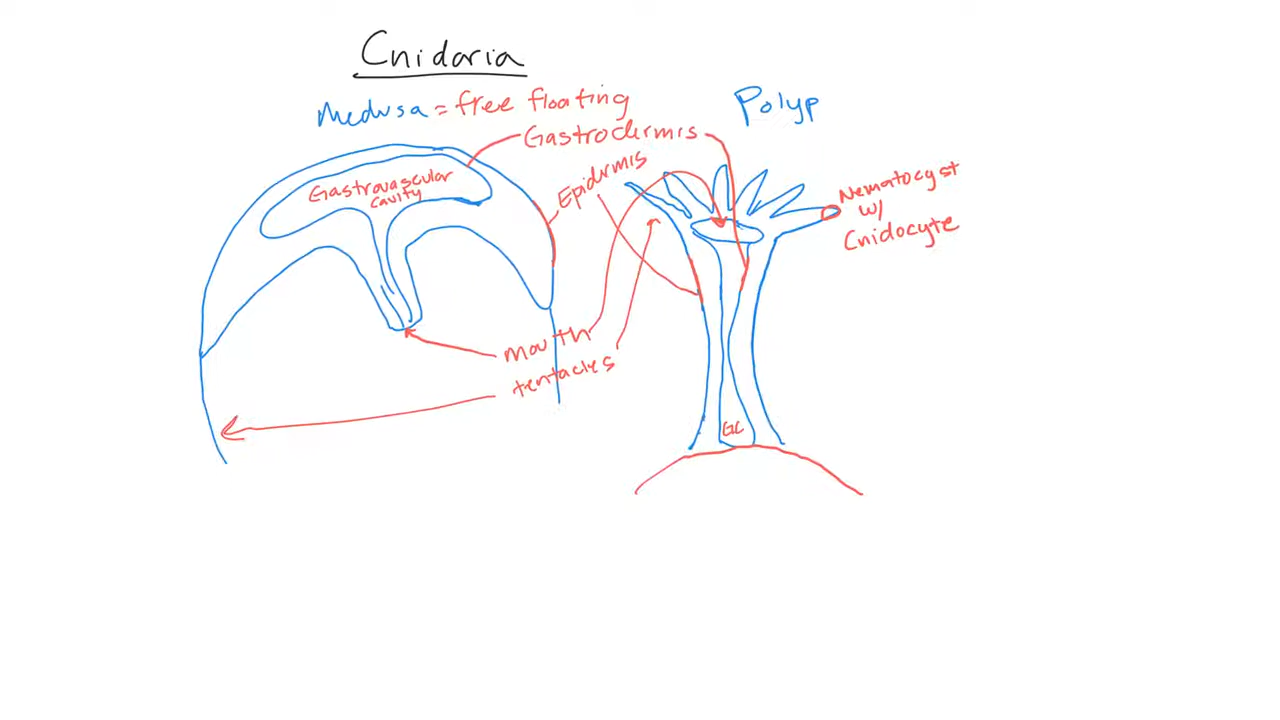 Cnidaria
Medusa = free floating
Polyp
Gastrodermis
Epidermis
Gastrovascular
cavity
Nematocyst
w/
Cnidocyte
mouth
tentacles
GC